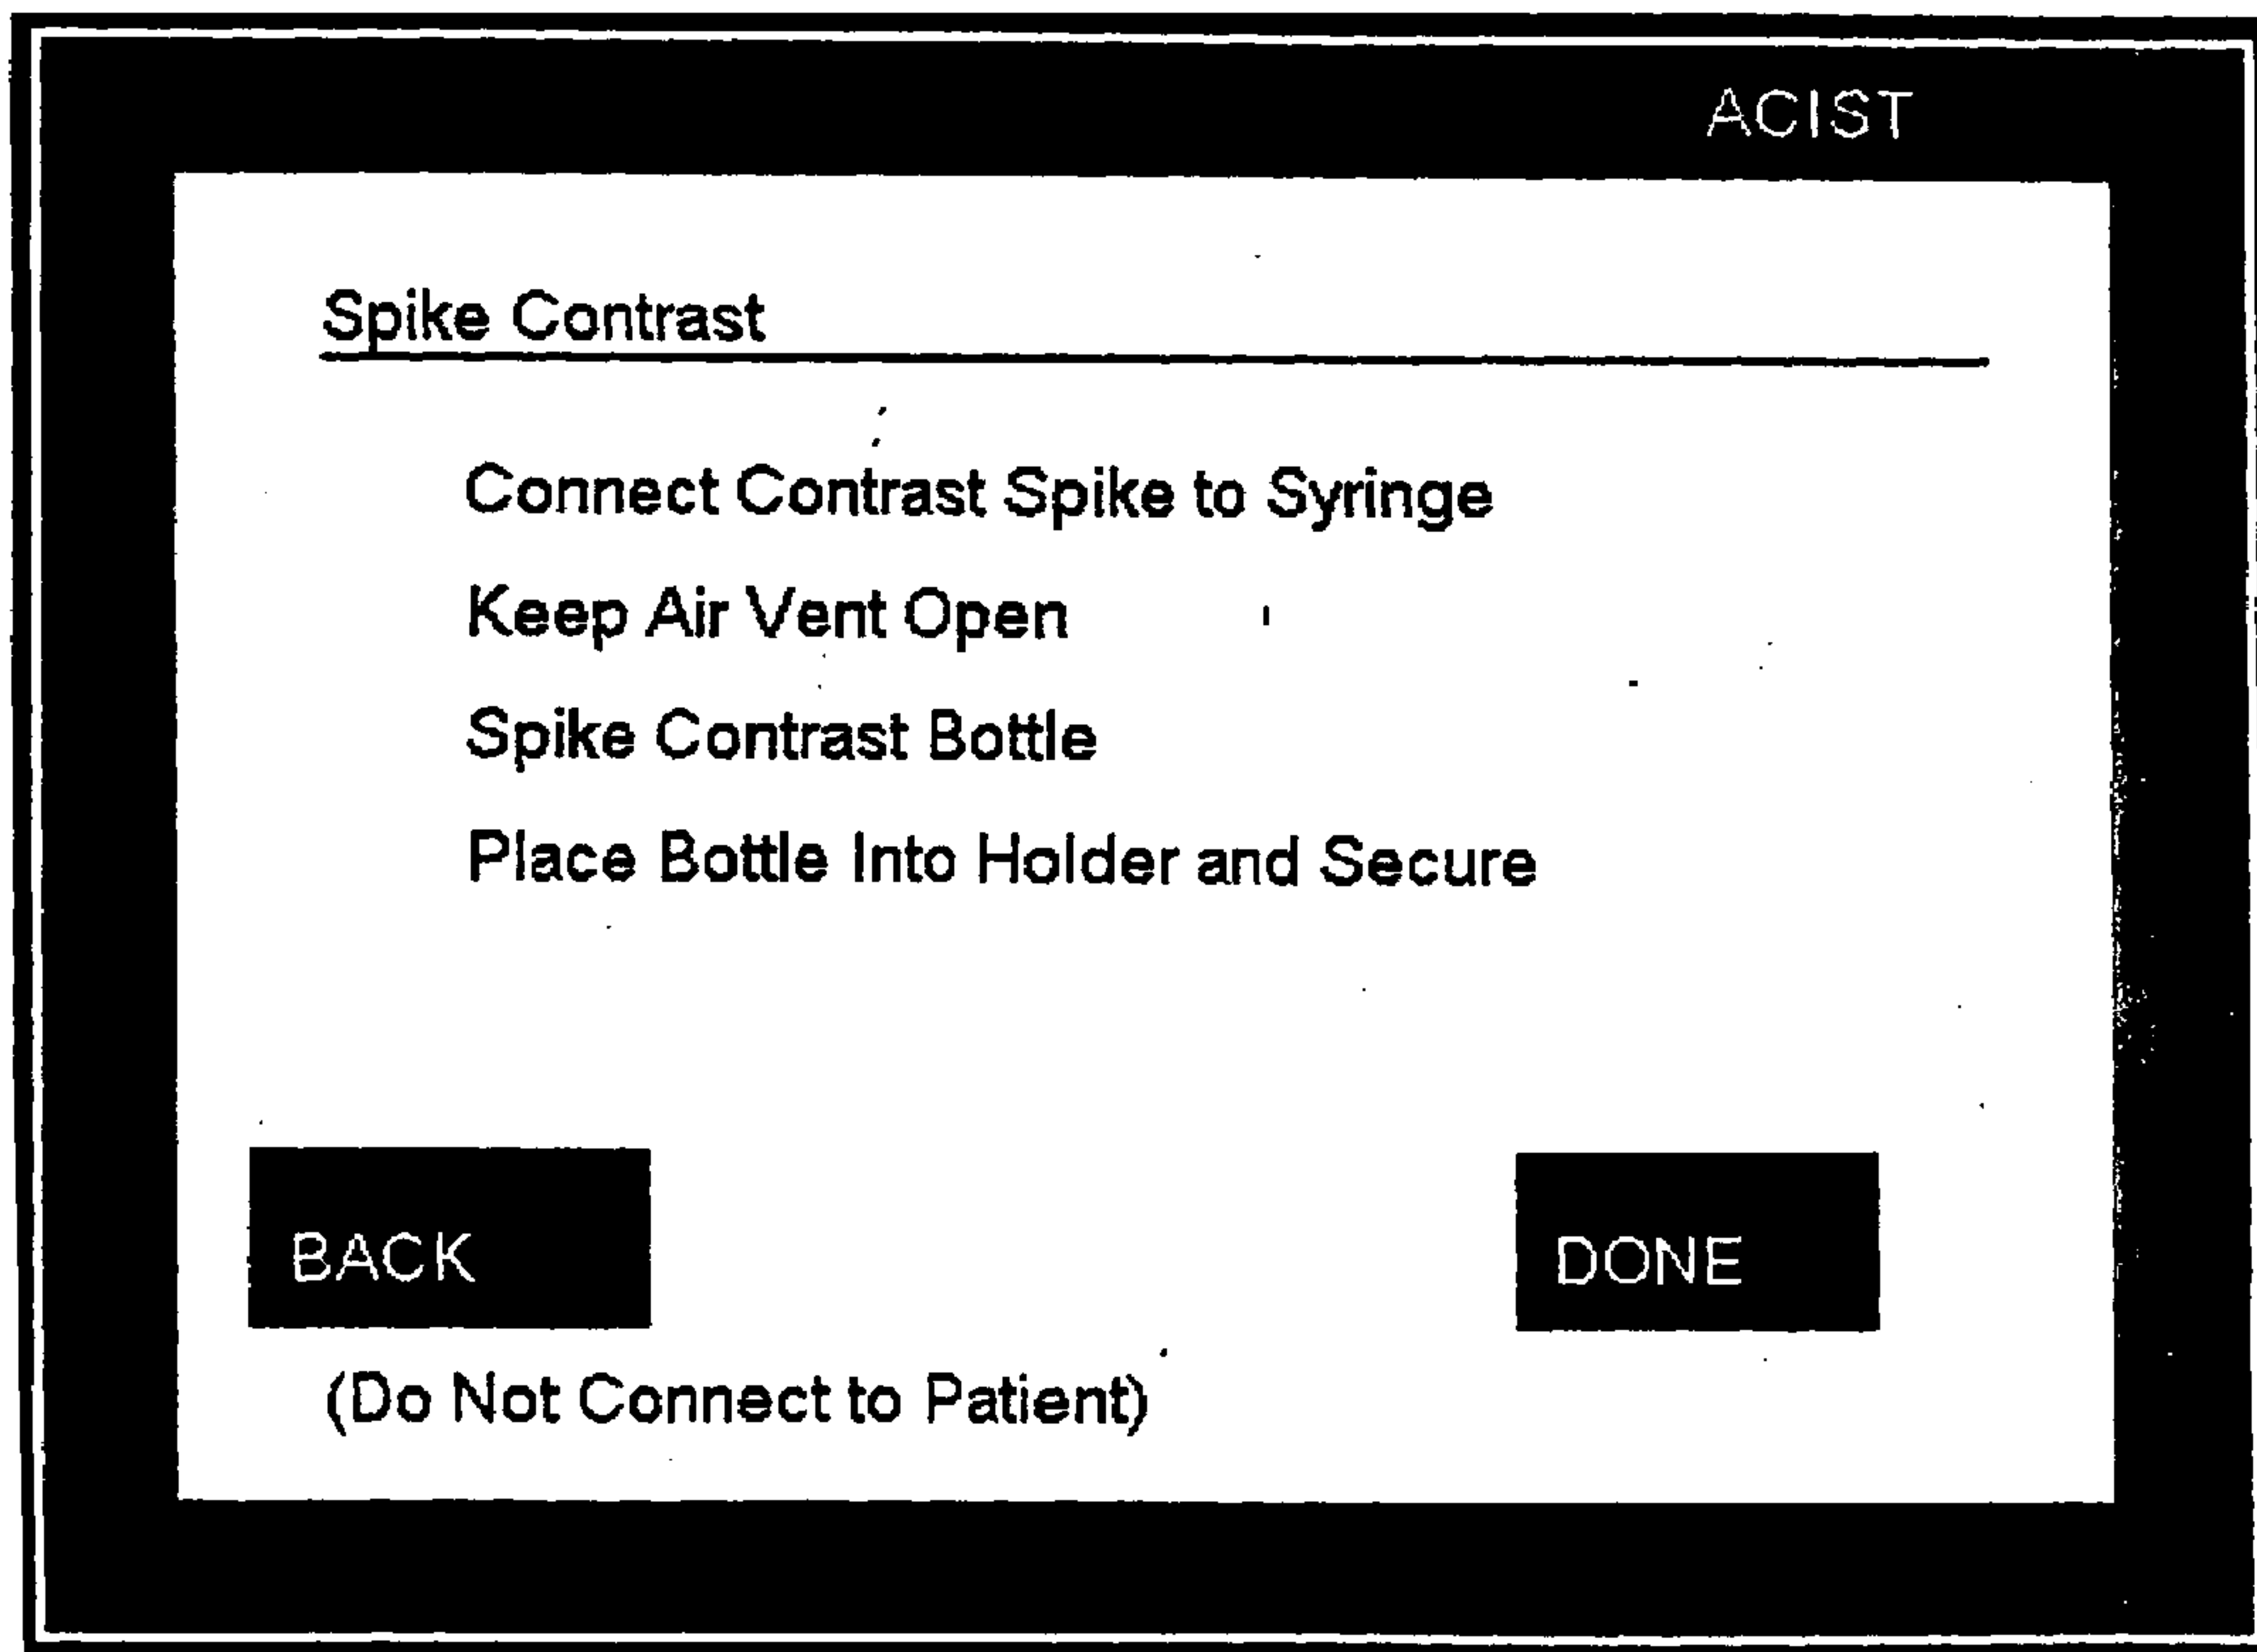 ACIST
Spike Contrast
Connect Contrast Spike to Syringe
Keep Air Vent Open
Spike Contrast Bottle
Place Bottle Into Holder and Secure
BACK
DONE
(Do Not Connect to Patient)